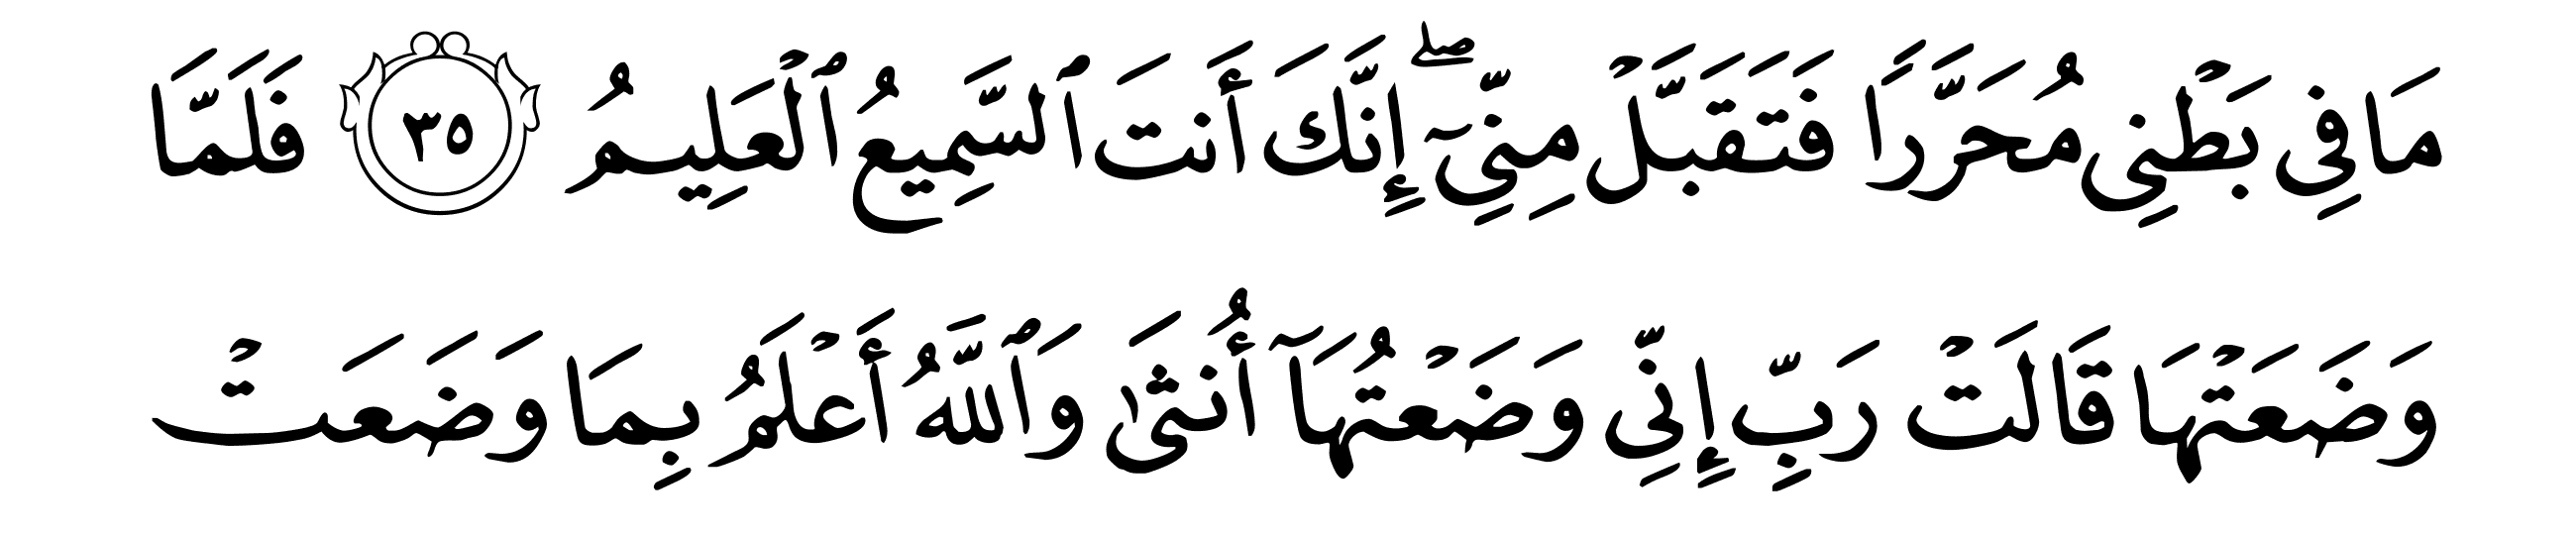 مَا فِي بَطْنِي مُحَرَّرًا فَتَقَبَّلْ مِنِّيٓۖ إِنَّكَ أَنتَ ٱلسَّمِيعُ ٱلْعَلِيمُ ٣٥ فَلَمَّا
وَضَعَتْهَا قَالَتْ رَبِّ إِنِّي وَضَعْتُهَآ أُنثَىٰ وَٱللَّهُ أَعْلَمُ بِمَا وَضَعَتْ